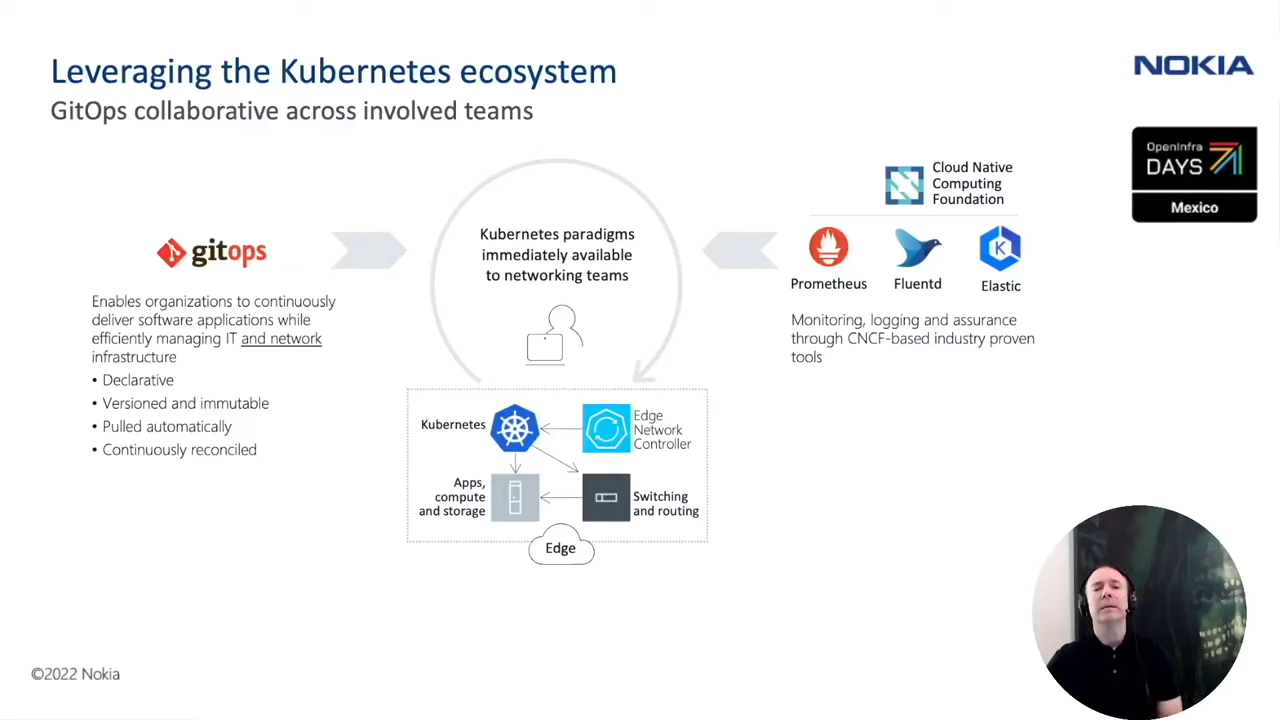 Leveraging the Kubernetes ecosystem
GitOps collaborative across involved teams
NOKIA
OpenInfra
DAYS
Mexico
gitops
Enables organizations to continuously
deliver software applications while
efficiently managing IT and network
infrastructure
• Declarative
• Versioned and immutable
• Pulled automatically
• Continuously reconciled
Kubernetes paradigms
immediately available
to networking teams
Kubernetes
Edge
Network
Controller
Apps,
compute
and storage
Switching
and routing
Edge
Cloud Native
Computing
Foundation
K
Prometheus
Fluentd
Elastic
Monitoring, logging and assurance
through CNCF-based industry proven
tools
©2022 Nokia